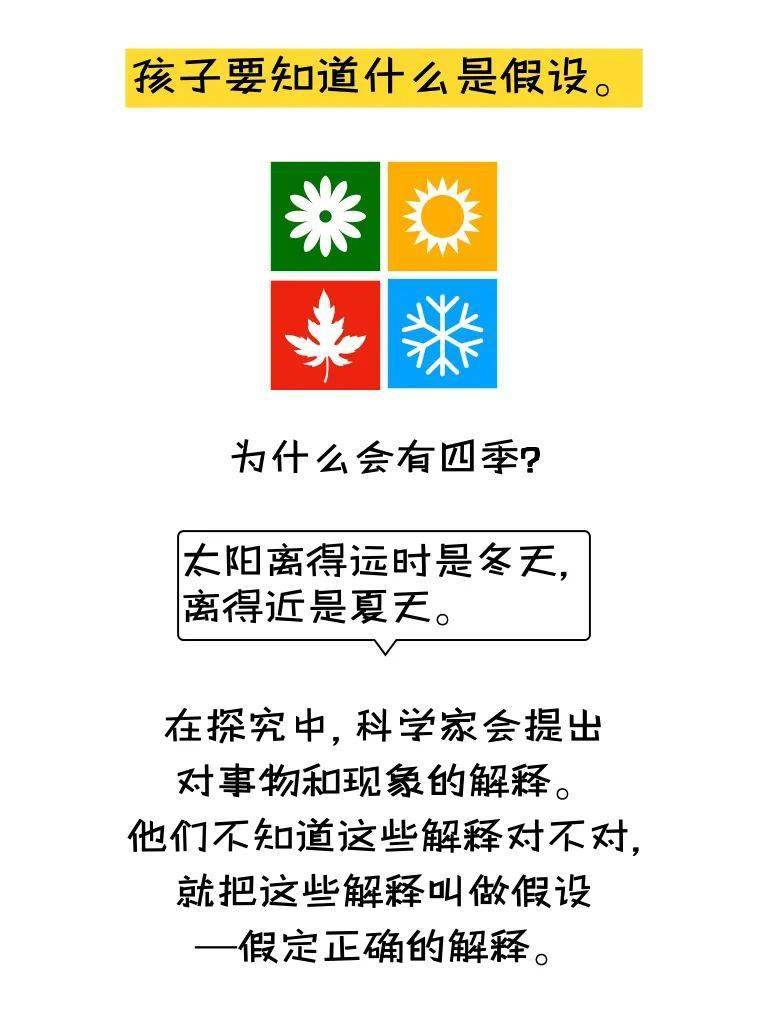 孩子要知道什么是假设。
为什么会有四季?
太阳离得远时是冬天,
离得近是夏天。
在探究中,科学家会提出
对事物和现象的解释。
他们不知道这些解释对不对,
就把这些解释叫做假设
—假定正确的解释。